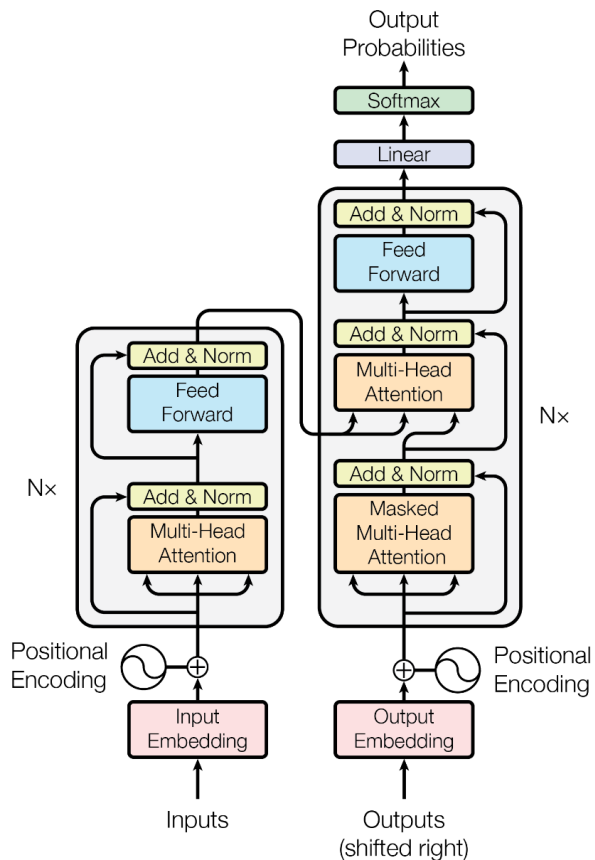 Output
Probabilities
Softmax
Linear
Add & Norm
Feed
Forward
Add & Norm
Multi-Head
Attention
Add & Norm
Masked
Multi-Head
Attention
N×
Add & Norm
Feed
Forward
Add & Norm
Multi-Head
Attention
N×
Positional
Encoding
Positional
Encoding
Input
Embedding
Output
Embedding
Inputs
Outputs
(shifted right)